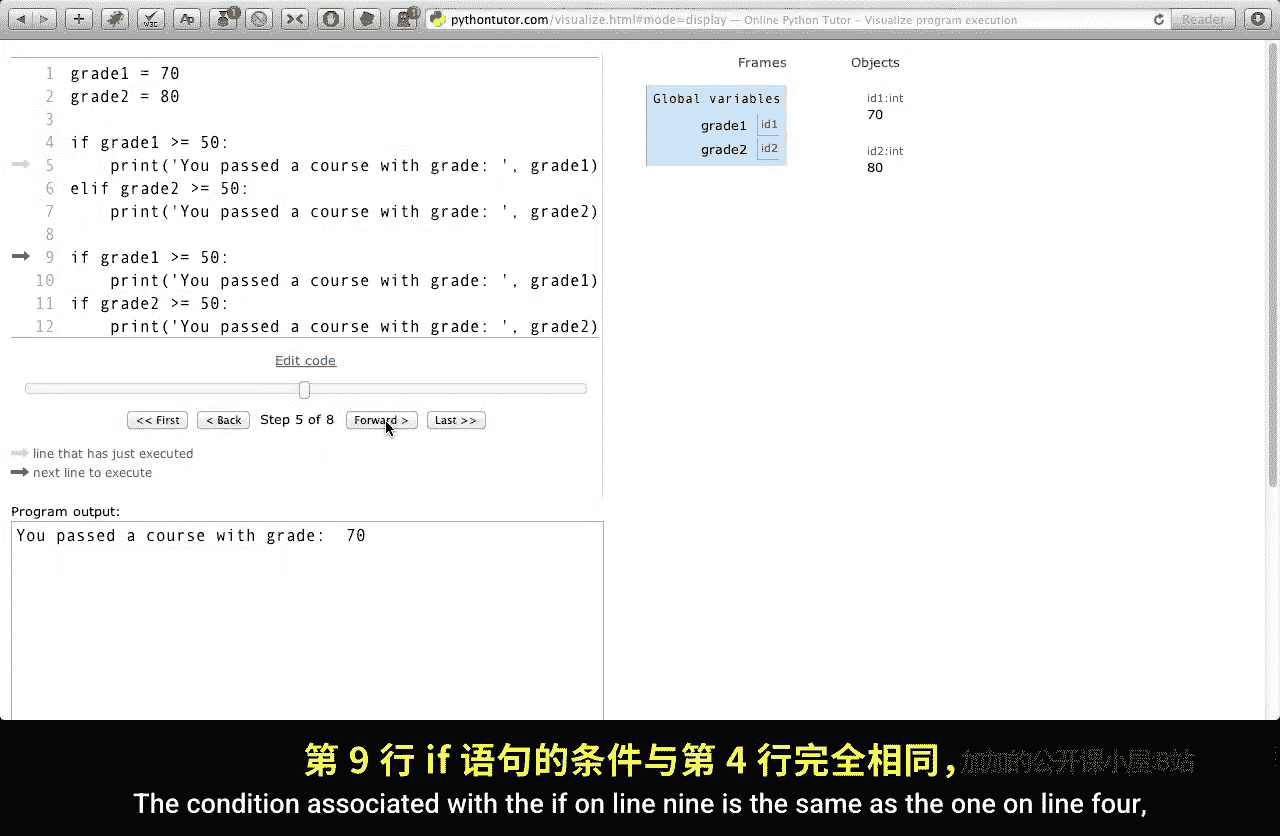 pythontutor.com/visualize.html#mode=display — Online Python Tutor – Visualize program execution
Reader
1 grade1 = 70
2 grade2 = 80
3
4 if grade1 >= 50:
5 print('You passed a course with grade: ', grade1)
6 elif grade2 >= 50:
7 print('You passed a course with grade: ', grade2)
8
9 if grade1 >= 50:
10 print('You passed a course with grade: ', grade1)
11 if grade2 >= 50:
12 print('You passed a course with grade: ', grade2)
Edit code
<< First < Back Step 5 of 8 Forward > Last >>
line that has just executed
next line to execute
Program output:
You passed a course with grade:  70
Frames Objects
Global variables
grade1 id1
grade2 id2
id1:int
70
id2:int
80
第 9 行 if 语句的条件与第 4 行完全相同，
加加的公开课小屋:B站
The condition associated with the if on line nine is the same as the one on line four,